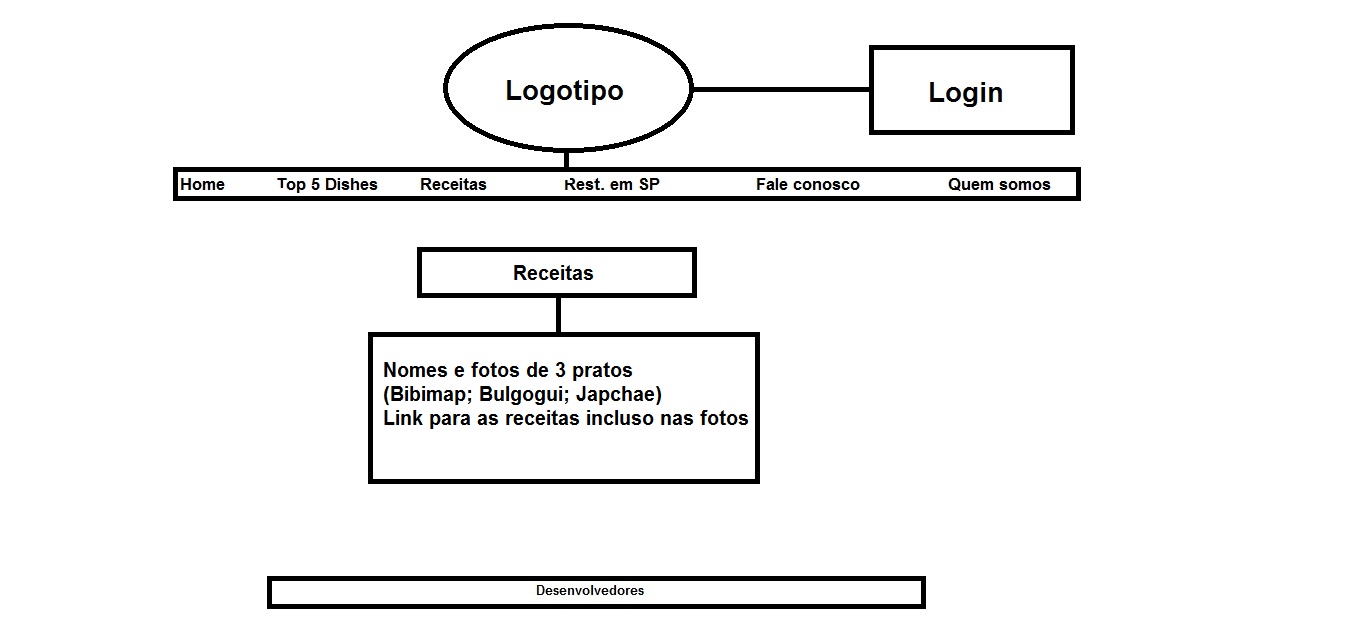 Logotipo
Login
Home Top 5 Dishes Receitas Rest. em SP Fale conosco Quem somos
Receitas
Nomes e fotos de 3 pratos
(Bibimap; Bulgogui; Japchae)
Link para as receitas incluso nas fotos
Desenvolvedores